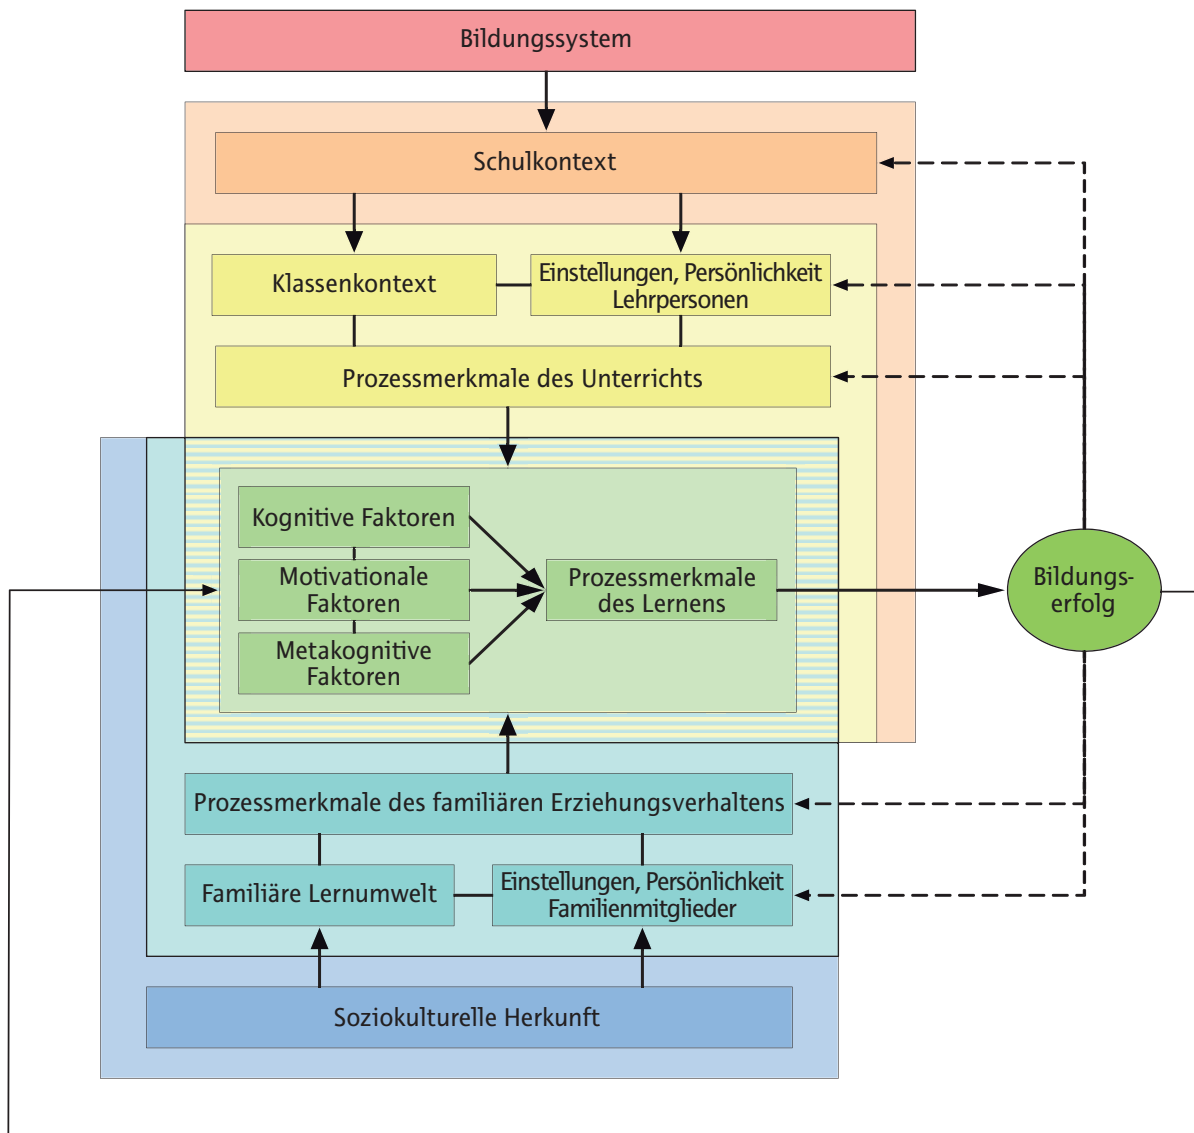 Bildungssystem
Schulkontext
Klassenkontext
Einstellungen, Persönlichkeit
Lehrpersonen
Prozessmerkmale des Unterrichts
Kognitive Faktoren
Motivationale
Faktoren
Metakognitive
Faktoren
Prozessmerkmale
des Lernens
Bildungs-
erfolg
Prozessmerkmale des familiären Erziehungsverhaltens
Familiäre Lernumwelt
Einstellungen, Persönlichkeit
Familienmitglieder
Soziokulturelle Herkunft